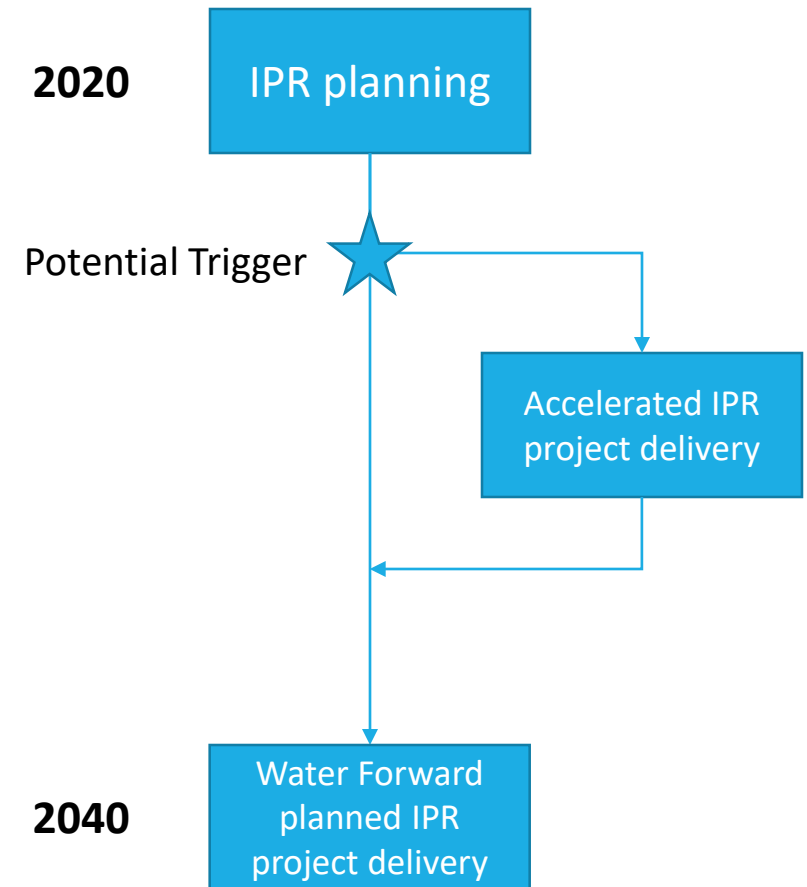 2020
IPR planning
Potential Trigger
Accelerated IPR
project delivery
2040
Water Forward
planned IPR
project delivery